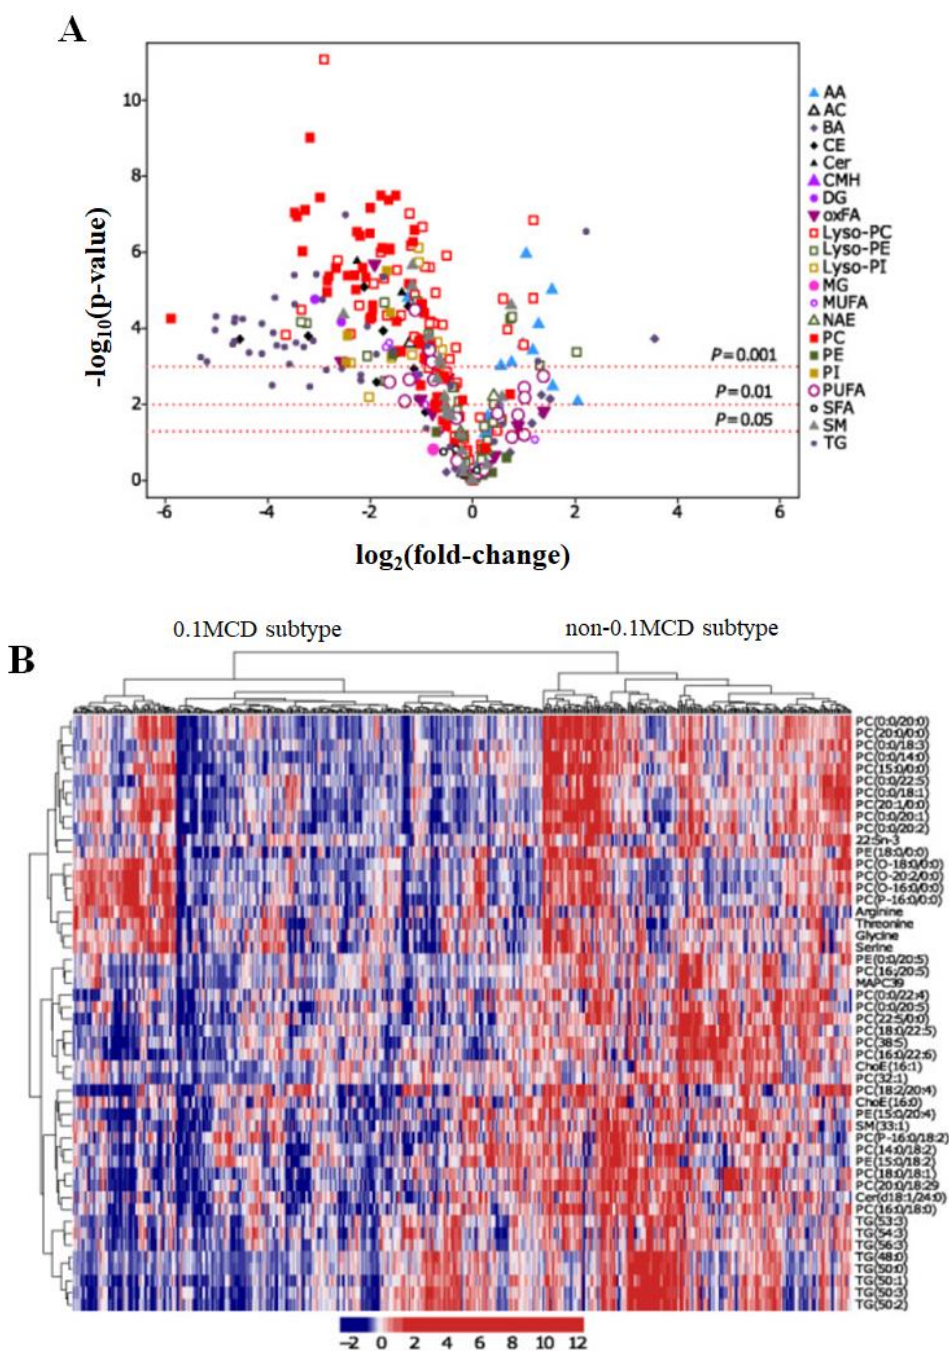 A
-log10(p-value)
10
8
6
4
2
0
P=0.001
P=0.01
P=0.05
-6
-4
-2
0
2
4
6
log2(fold-change)
AA
AC
BA
CE
Cer
CMH
DG
oxFA
Lyso-PC
Lyso-PE
Lyso-PI
MG
MUFA
NAE
PC
PE
PI
PUFA
SFA
SM
TG
B
0.1MCD subtype
non-0.1MCD subtype
PC(0:0/20:0)
PC(20:0/0:0)
PC(0:0/18:3)
PC(0:0/14:0)
PC(15:0/0:0)
PC(0:0/22:5)
PC(0:0/18:1)
PC(20:1/0:0)
PC(0:0/20:1)
PC(0:0/20:2)
22:5n-3
PE(18:0/0:0)
PC(O-18:0/0:0)
PC(O-20:2/0:0)
PC(O-16:0/0:0)
PC(P-16:0/0:0)
Arginine
Threonine
Glycine
Serine
PE(0:0/20:5)
PC(16:/20:5)
MAPC39
PC(0:0/22:4)
PC(0:0/20:5)
PC(22:5/0:0)
PC(18:0/22:5)
PC(38:5)
PC(16:0/22:6)
ChoE(16:1)
PC(32:1)
PC(18:2/20:4)
ChoE(16:0)
PE(15:0/20:4)
SM(33:1)
PC(P-16:0/18:2)
PC(14:0/18:2)
PE(15:0/18:2)
PC(18:0/18:1)
PC(20:0/18:29
Cer(d18:1/24:0)
PC(16:0/18:0)
TG(53:3)
TG(54:3)
TG(56:3)
TG(48:0)
TG(50:0)
TG(50:1)
TG(50:3)
TG(50:2)
-2 0 2 4 6 8 10 12